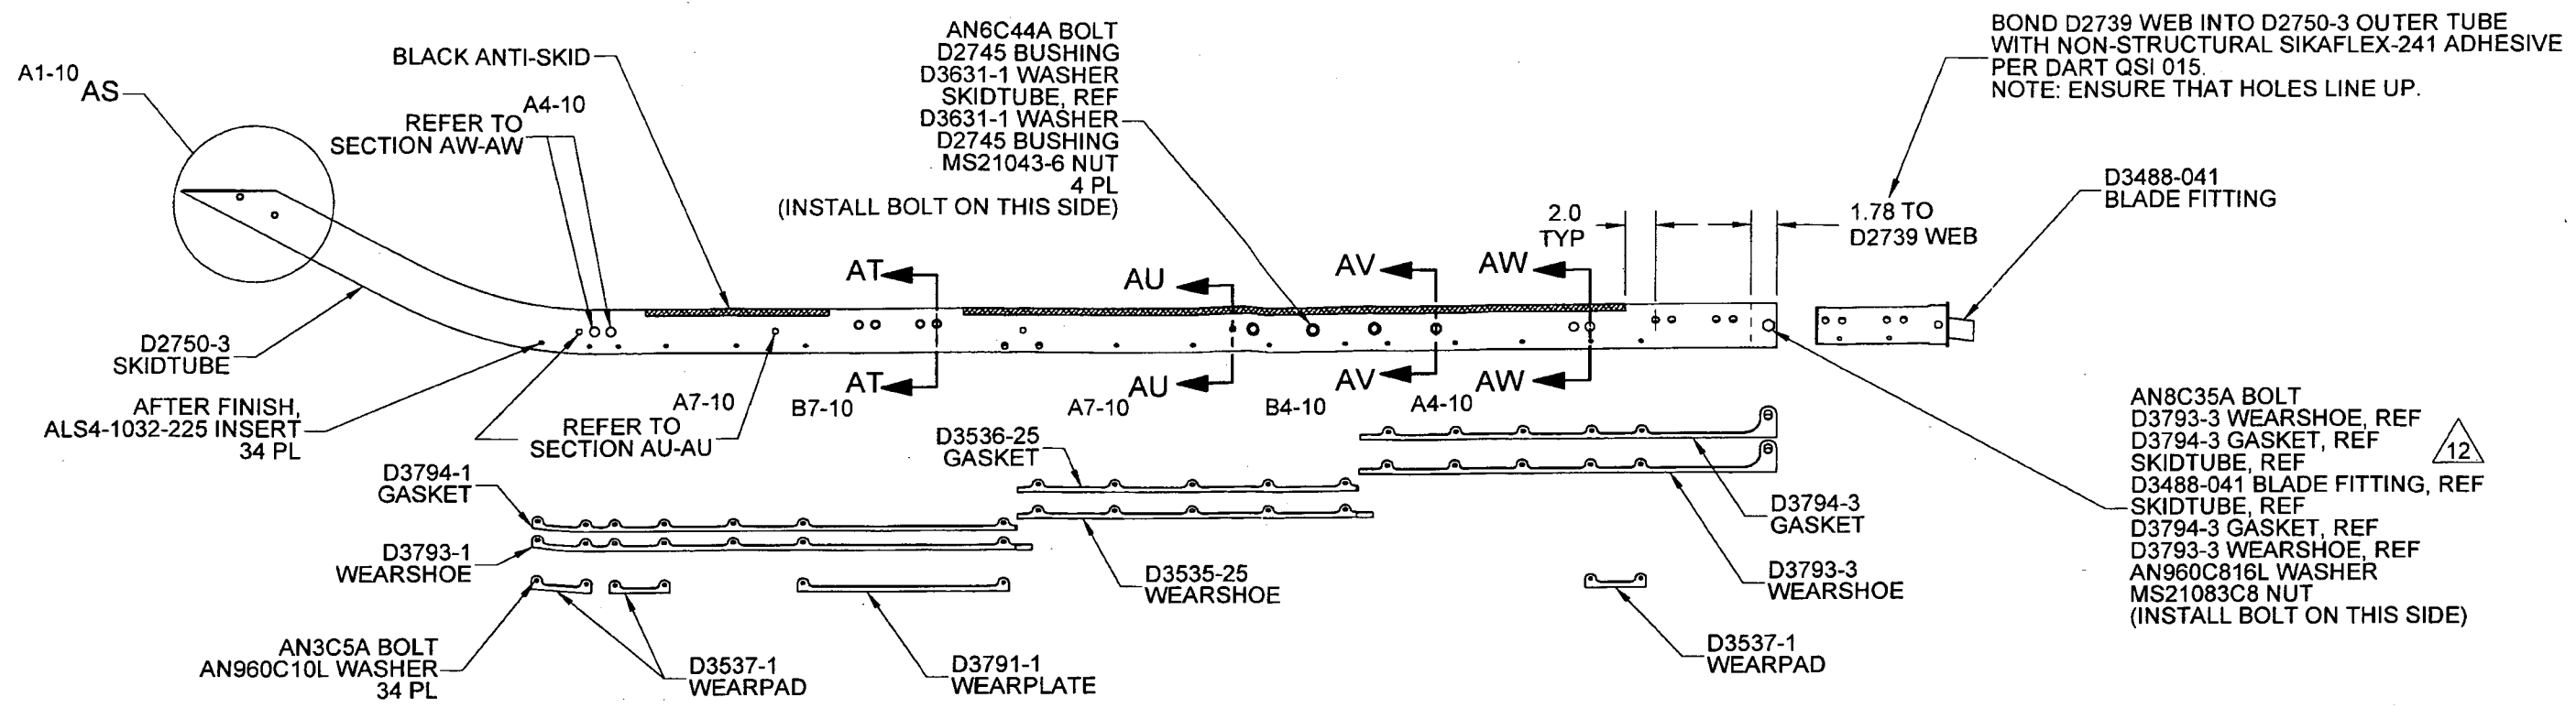 A1-10
AS
BLACK ANTI-SKID
A4-10
REFER TO
SECTION AW-AW
AN6C44A BOLT
D2745 BUSHING
D3631-1 WASHER
SKIDTUBE, REF
D3631-1 WASHER
D2745 BUSHING
MS21043-6 NUT
4 PL
(INSTALL BOLT ON THIS SIDE)
BOND D2739 WEB INTO D2750-3 OUTER TUBE
WITH NON-STRUCTURAL SIKAFLEX-241 ADHESIVE
PER DART QSI 015.
NOTE: ENSURE THAT HOLES LINE UP.
D3488-041
BLADE FITTING
2.0
TYP
1.78 TO
D2739 WEB
AT
AU
AV
AW
D2750-3
SKIDTUBE
AFTER FINISH,
ALS4-1032-225 INSERT
34 PL
REFER TO
SECTION AU-AU
AT
AU
AV
AW
A7-10
B7-10
A7-10
B4-10
A4-10
D3794-1
GASKET
D3793-1
WEARSHOE
AN3C5A BOLT
AN960C10L WASHER
34 PL
D3537-1
WEARPAD
D3791-1
WEARPLATE
D3536-25
GASKET
D3535-25
WEARSHOE
D3794-3
GASKET
D3793-3
WEARSHOE
D3537-1
WEARPAD
AN8C35A BOLT
D3793-3 WEARSHOE, REF
D3794-3 GASKET, REF
SKIDTUBE, REF
D3488-041 BLADE FITTING, REF
SKIDTUBE, REF
D3794-3 GASKET, REF
D3793-3 WEARSHOE, REF
AN960C816L WASHER
MS21083C8 NUT
(INSTALL BOLT ON THIS SIDE)
12